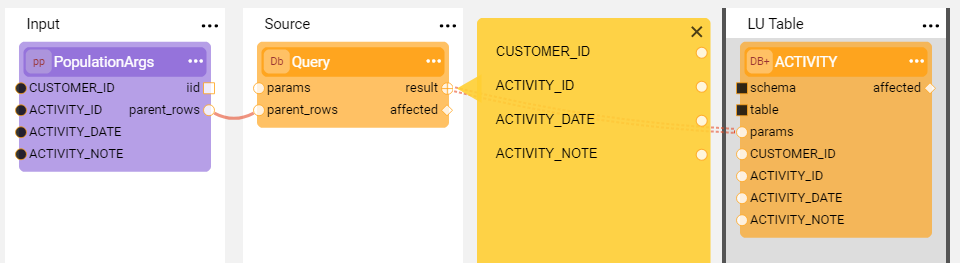 Input
pp PopulationArgs
CUSTOMER_ID iid
ACTIVITY_ID parent_rows
ACTIVITY_DATE
ACTIVITY_NOTE
Source
Db Query
params result
parent_rows affected
CUSTOMER_ID
ACTIVITY_ID
ACTIVITY_DATE
ACTIVITY_NOTE
LU Table
DB+ ACTIVITY
schema affected
table
params
CUSTOMER_ID
ACTIVITY_ID
ACTIVITY_DATE
ACTIVITY_NOTE